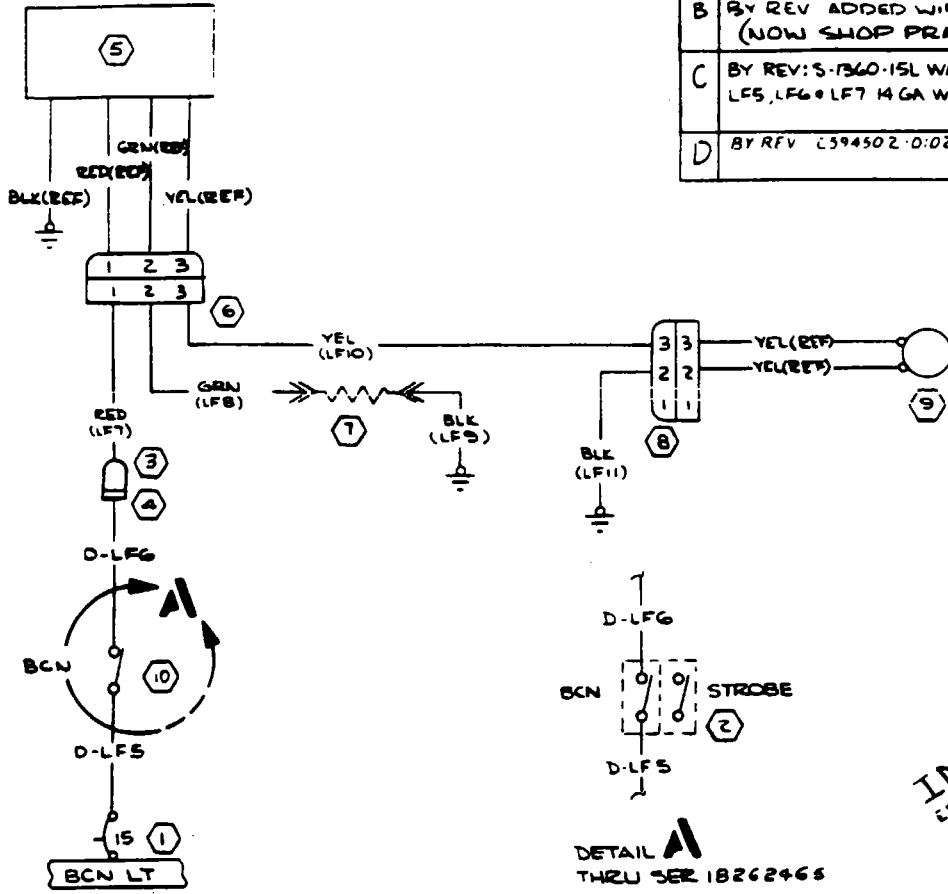 B BY REV ADDED
(NOW SHOP
C BY REV: S-1360-15L
LF5, LF6 & LF7 14 GA
D BY REV
5
GRN(REF)
RED(REF)
BLK(REF)
YEL(REF)
1 2 3
1 2 3
6
YEL
(LF10)
3 3
2 2
1 1
YEL(REF)
YEL(REF)
9
GRN
(LF8)
7
BLK
(LF9)
8
RED
(LF7)
BLK
(LF11)
3
4
D-LF6
A
BCN
10
D-LF5
15
1
BCN LT
D-LF6
BCN
STROBE
2
D-LF5
DETAIL A
THRU SER 18262465